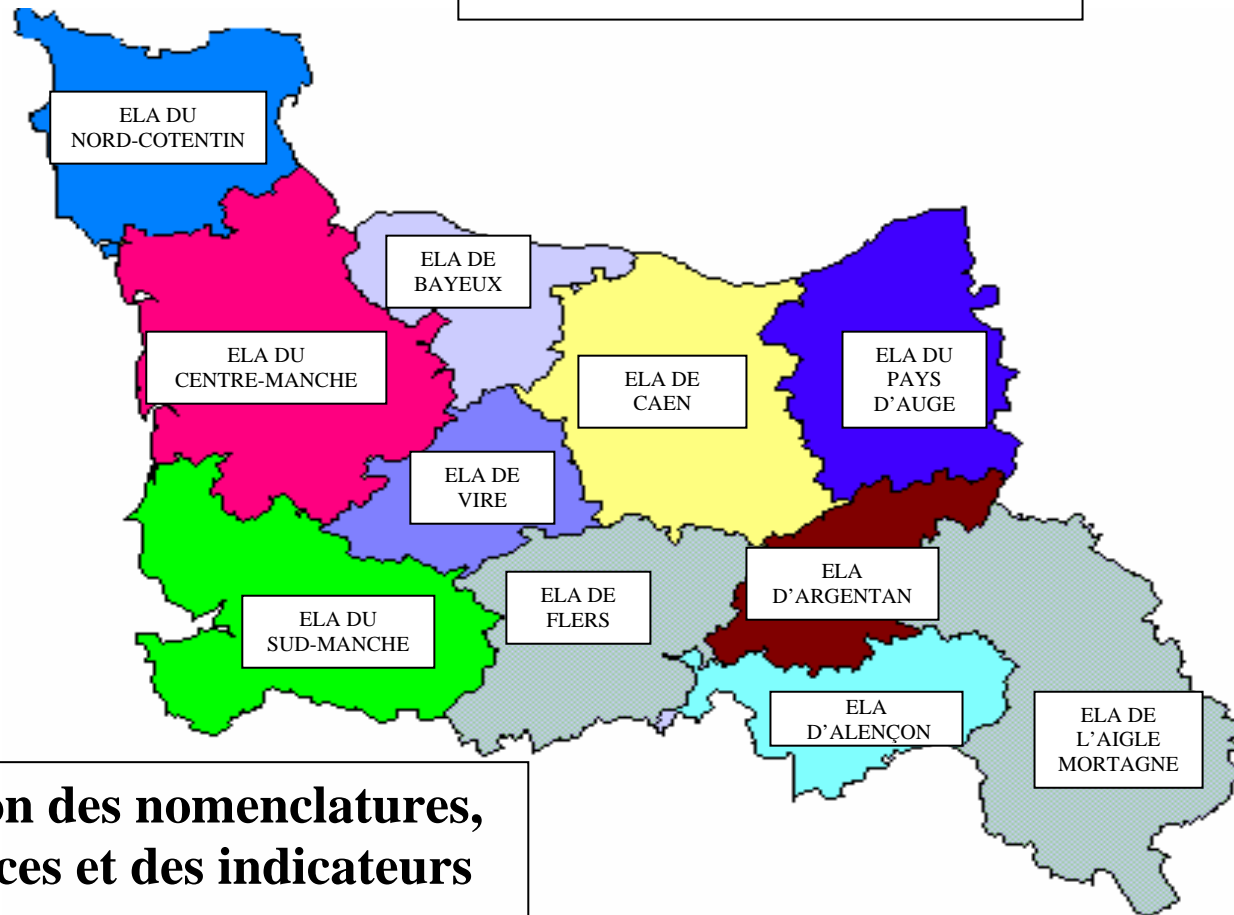 ELA DU
NORD-COTENTIN
ELA DE
BAYEUX
ELA DU
CENTRE-MANCHE
ELA DE
CAEN
ELA DU
PAYS
D'AUGE
ELA DE
VIRE
ELA DU
SUD-MANCHE
ELA DE
FLERS
ELA
D'ARGENTAN
ELA
D'ALENÇON
ELA DE
L'AIGLE
MORTAGNE
on des nomenclatures,
ces et des indicateurs